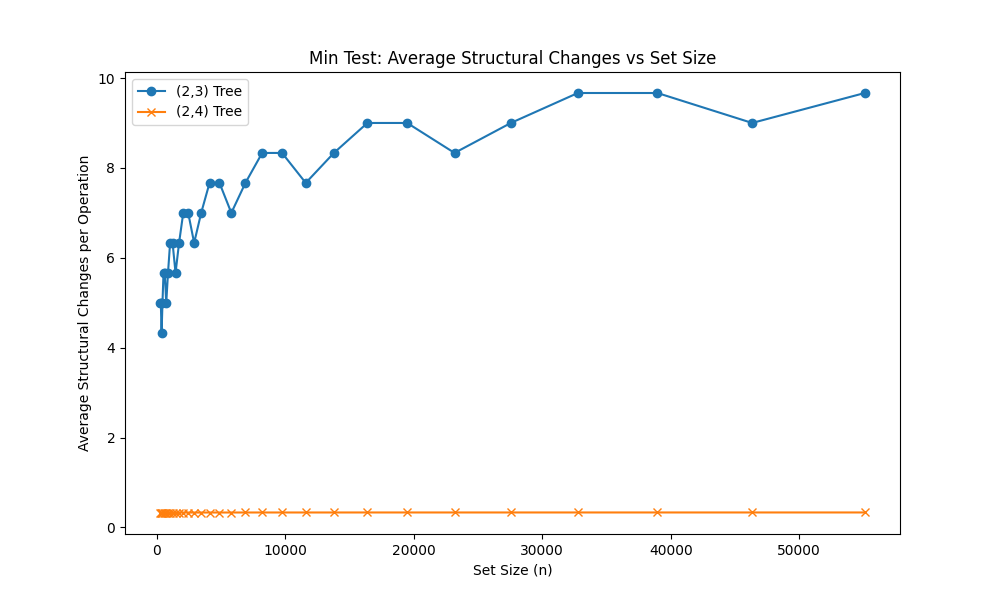 Min Test: Average Structural Changes vs Set Size
(2,3) Tree
(2,4) Tree
Average Structural Changes per Operation
10
8
6
4
2
0
0 10000 20000 30000 40000 50000
Set Size (n)